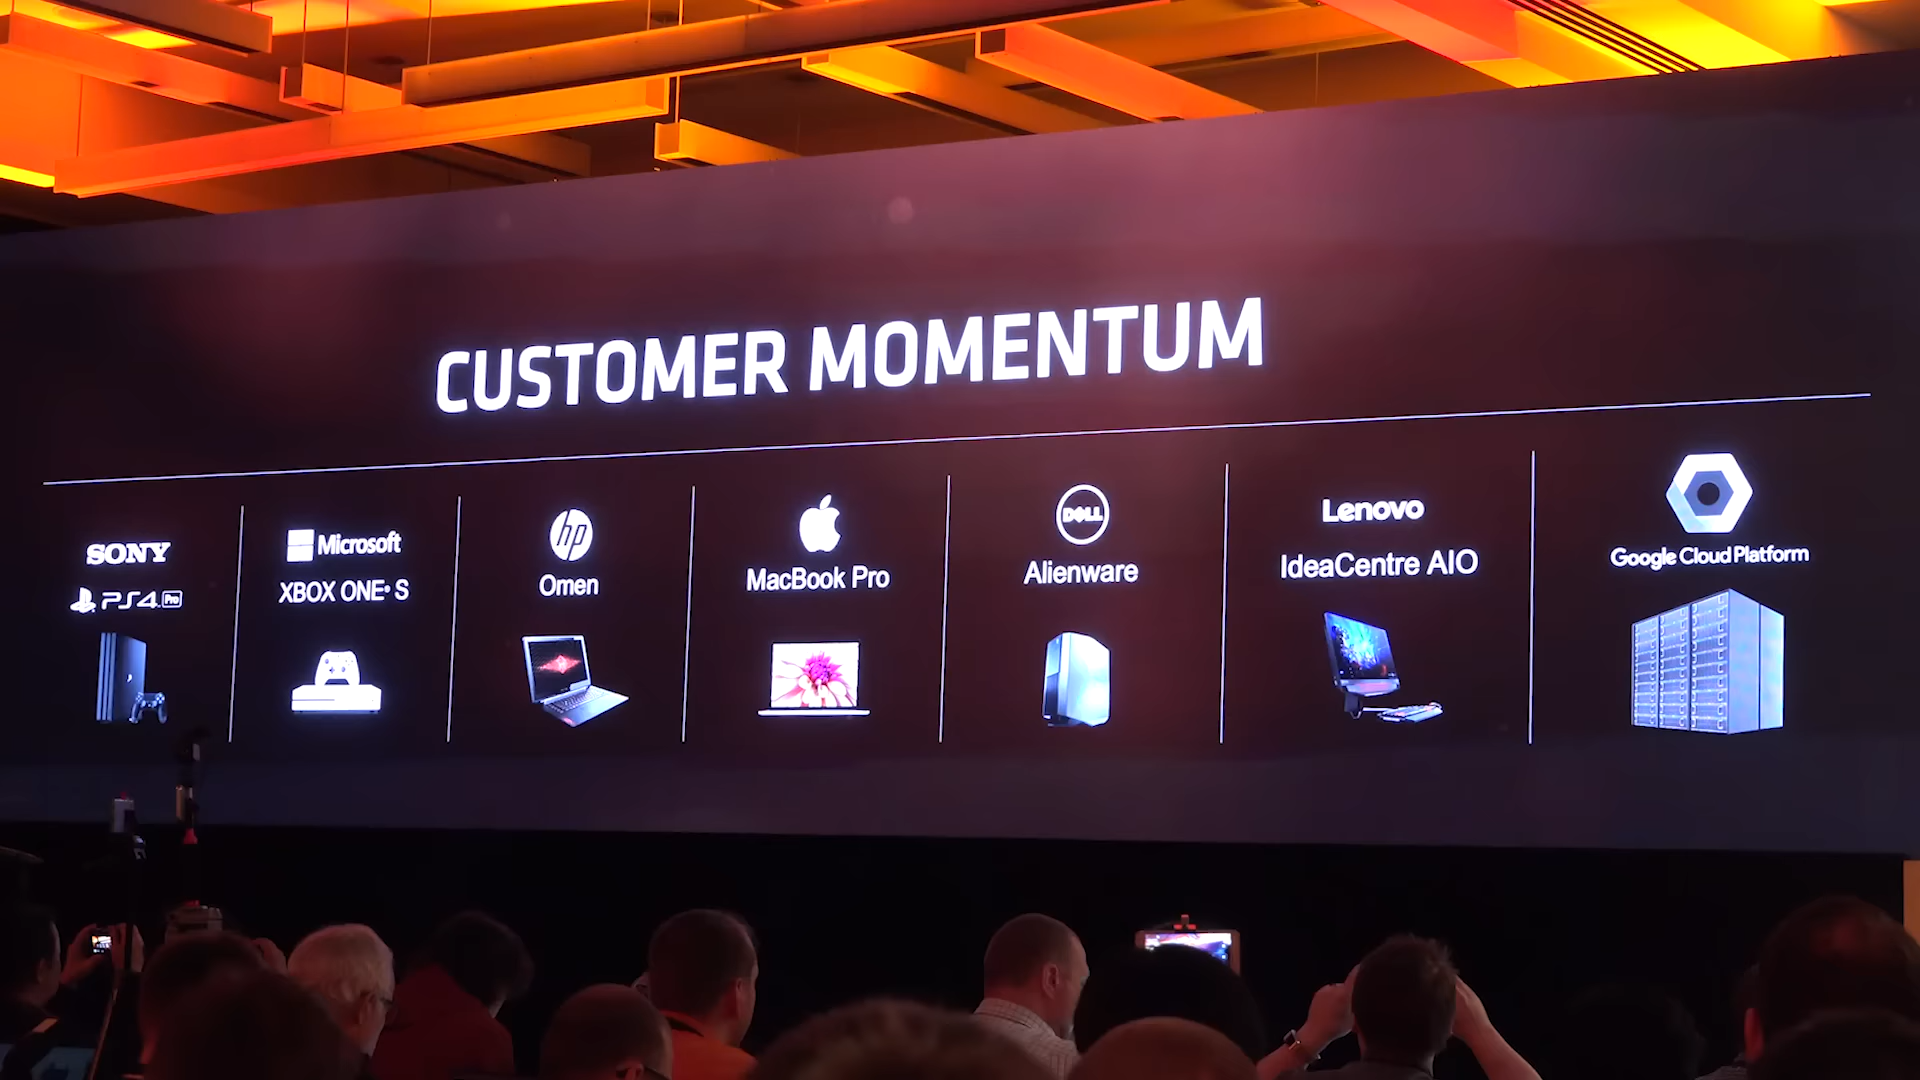 CUSTOMER MOMENTUM
SONY
PS4 Pro
Microsoft
XBOX ONE S
hp
Omen
MacBook Pro
DELL
Alienware
Lenovo
IdeaCentre AIO
Google Cloud Platform